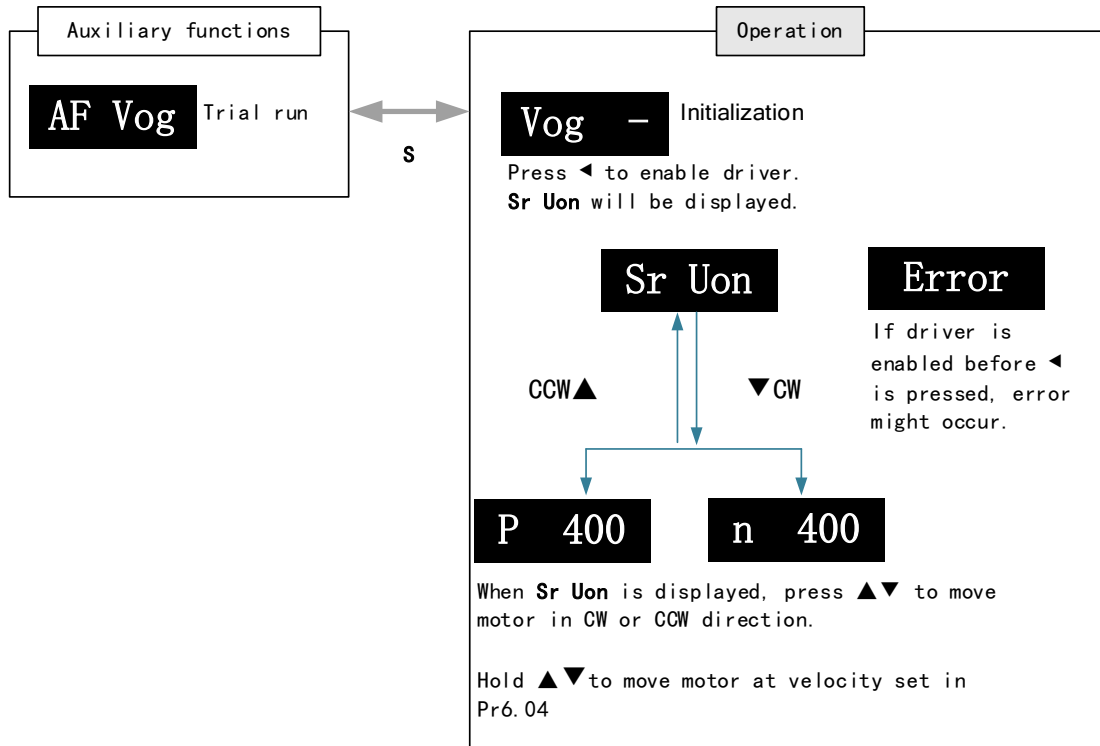 Auxiliary functions
AF Vog
Trial run
S
Operation
Vog -
Initialization
Press ◀ to enable driver.
Sr Uon will be displayed.
Sr Uon
Error
If driver is
enabled before ◀
is pressed, error
might occur.
CCW▲
▼CW
P 400
n 400
When Sr Uon is displayed, press ▲▼ to move
motor in CW or CCW direction.
Hold ▲▼to move motor at velocity set in
Pr6.04